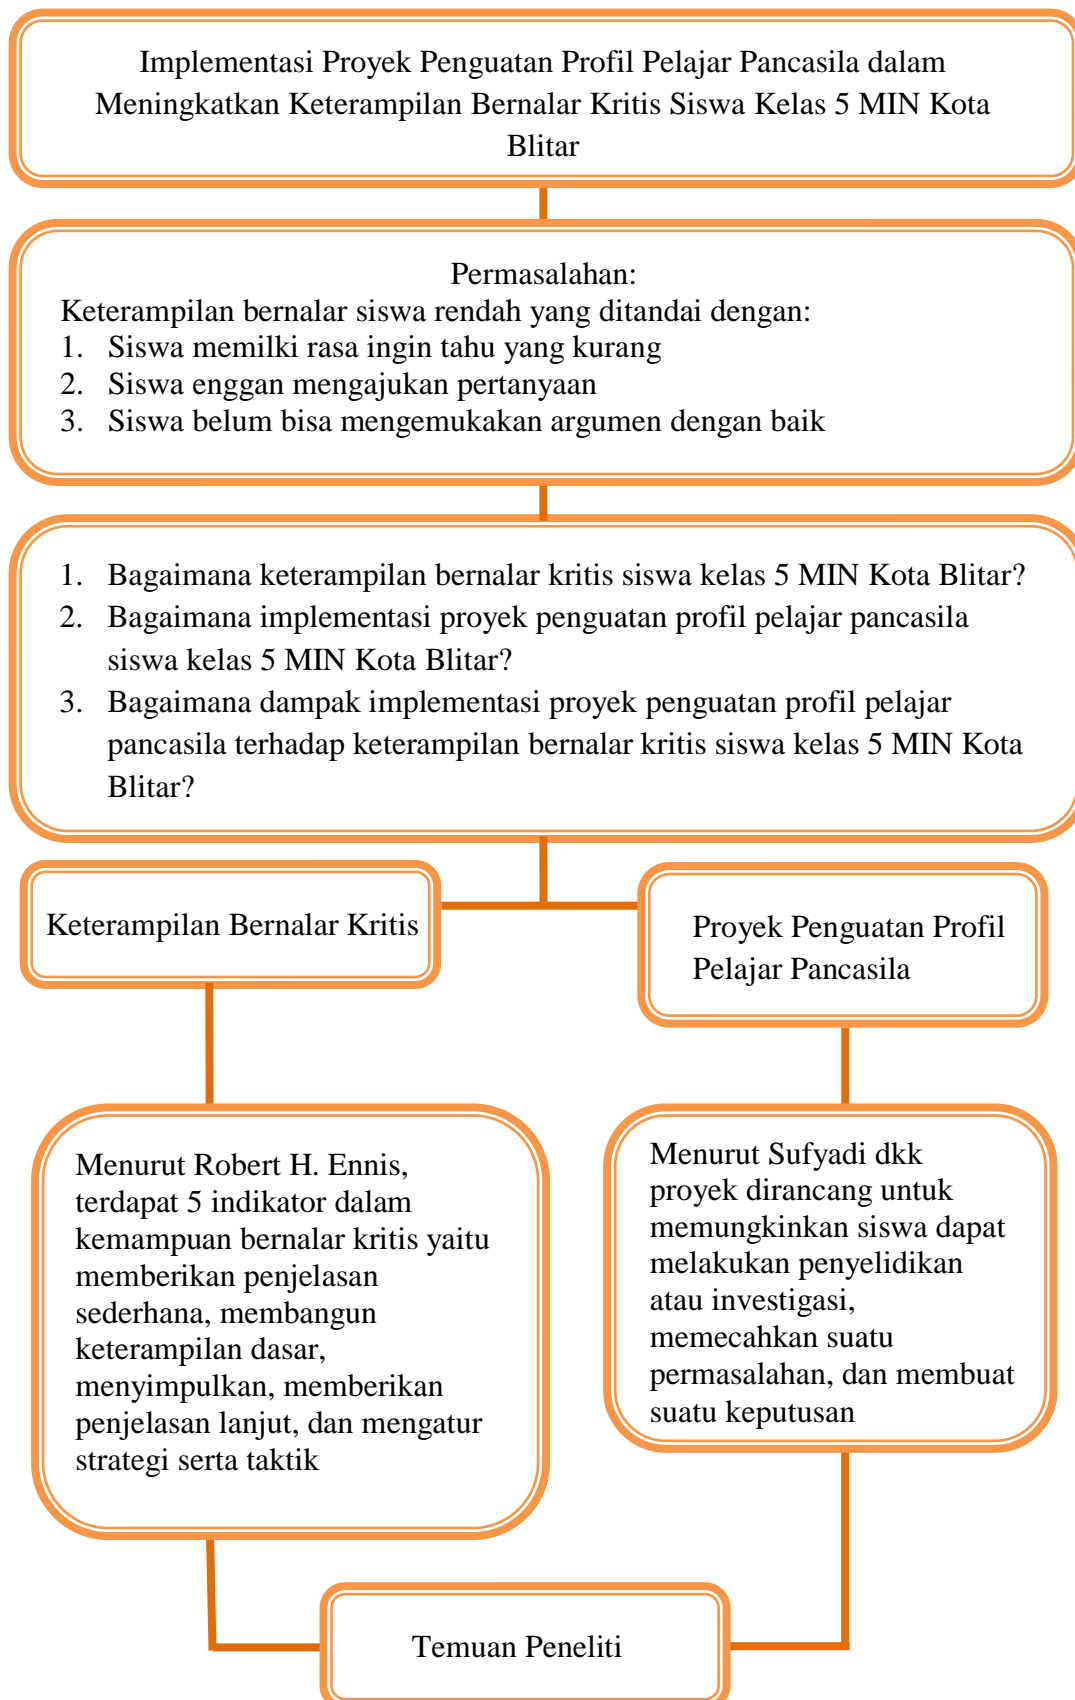 Implementasi Proyek Penguatan Profil Pelajar Pancasila dalam
Meningkatkan Keterampilan Bernalar Kritis Siswa Kelas 5 MIN Kota
Blitar
Permasalahan:
Keterampilan bernalar siswa rendah yang ditandai dengan:
1. Siswa memilki rasa ingin tahu yang kurang
2. Siswa enggan mengajukan pertanyaan
3. Siswa belum bisa mengemukakan argumen dengan baik
1. Bagaimana keterampilan bernalar kritis siswa kelas 5 MIN Kota Blitar?
2. Bagaimana implementasi proyek penguatan profil pelajar pancasila
siswa kelas 5 MIN Kota Blitar?
3. Bagaimana dampak implementasi proyek penguatan profil pelajar
pancasila terhadap keterampilan bernalar kritis siswa kelas 5 MIN Kota
Blitar?
Keterampilan Bernalar Kritis
Proyek Penguatan Profil
Pelajar Pancasila
Menurut Robert H. Ennis,
terdapat 5 indikator dalam
kemampuan bernalar kritis yaitu
memberikan penjelasan
sederhana, membangun
keterampilan dasar,
menyimpulkan, memberikan
penjelasan lanjut, dan mengatur
strategi serta taktik
Menurut Sufyadi dkk
proyek dirancang untuk
memungkinkan siswa dapat
melakukan penyelidikan
atau investigasi,
memecahkan suatu
permasalahan, dan membuat
suatu keputusan
Temuan Peneliti